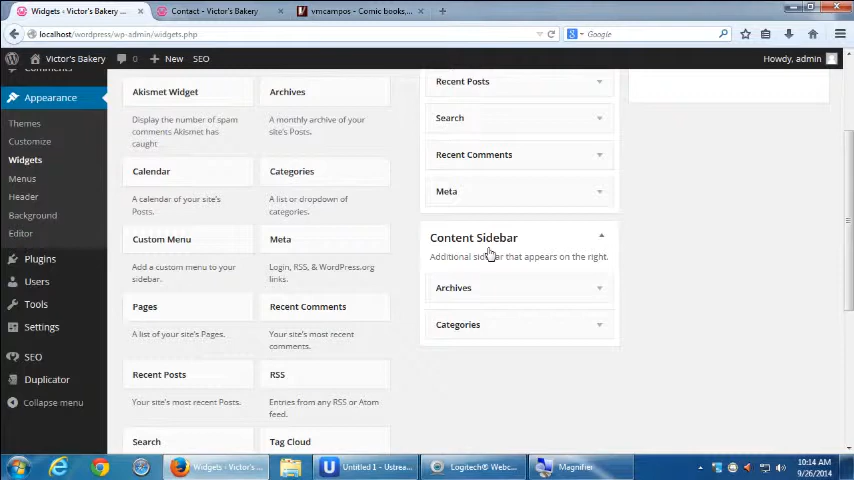 Widgets ‹ Victor's Bakery ...
Contact - Victor's Bakery
vmcampos - Comic books,...
localhost/wordpress/wp-admin/widgets.php
Google
Victor's Bakery
0
New
SEO
Howdy, admin
Comments
Appearance
Themes
Customize
Widgets
Menus
Header
Background
Editor
Plugins
Users
Tools
Settings
SEO
Duplicator
Collapse menu
Akismet Widget
Display the number of spam
comments Akismet has
caught
Archives
A monthly archive of your
site's Posts.
Calendar
A calendar of your site's
Posts.
Categories
A list or dropdown of
categories.
Custom Menu
Add a custom menu to your
sidebar.
Meta
Login, RSS, & WordPress.org
links.
Pages
A list of your site's Pages.
Recent Comments
Your site's most recent
comments.
Recent Posts
Your site's most recent Posts.
RSS
Entries from any RSS or Atom
feed.
Search
Tag Cloud
Recent Posts
Search
Recent Comments
Meta
Content Sidebar
Additional sidebar that appears on the right.
Archives
Categories
Widgets ‹ Victor's...
Untitled 1 - Ustrea...
Logitech® Webc...
Magnifier
10:14 AM
9/26/2014